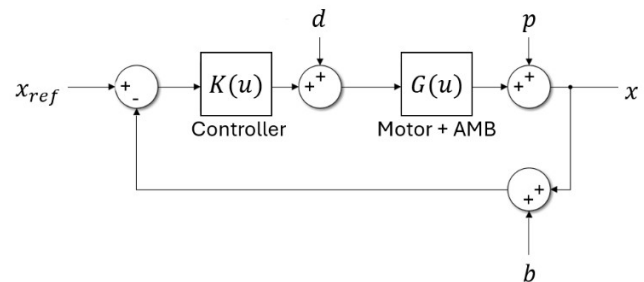 d
p
x_ref
+
-
K(u)
+
+
G(u)
+
+
x
Controller
Motor + AMB
+
+
b